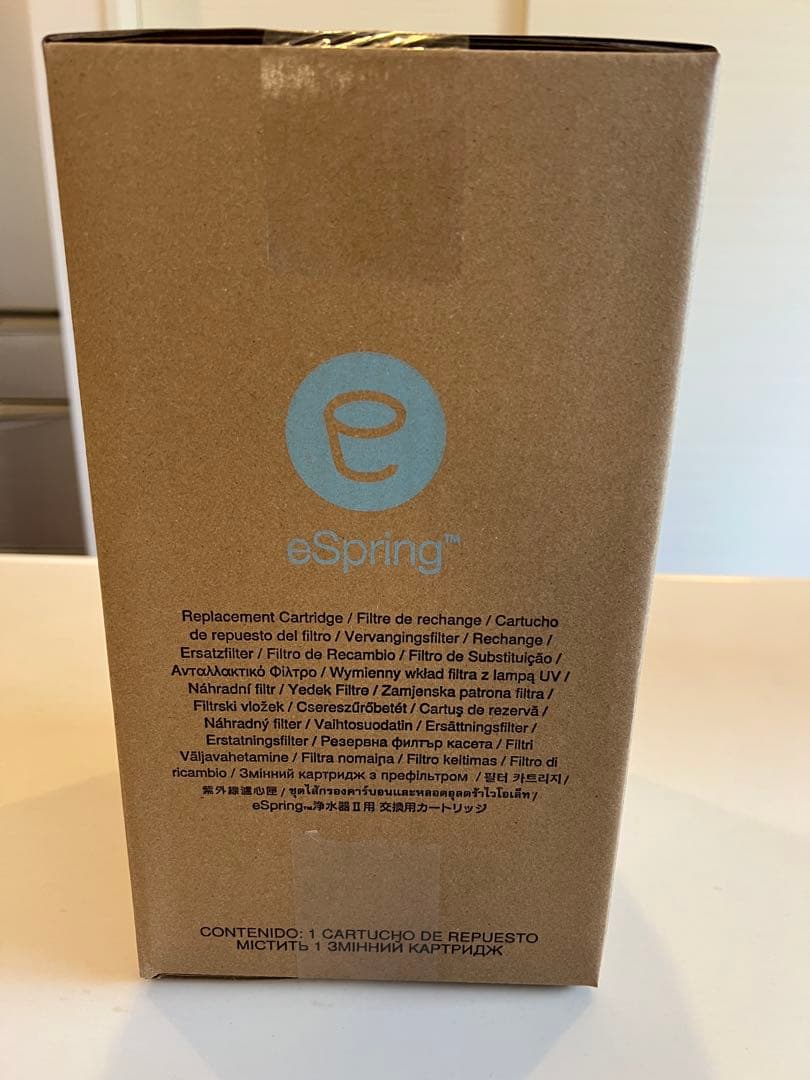 eSpring™
Replacement Cartridge / Filtre de rechange / Cartucho
de repuesto del filtro / Vervangingsfilter / Rechange /
Ersatzfilter / Filtro de Recambio / Filtro de Substituição /
Ανταλλακτικό Φίλτρο / Wymienny wkład filtra z lampą UV /
Náhradní filtr / Yedek Filtre / Zamjenska patrona filtra /
Filtrski vložek / Csereszűrőbetét / Cartuş de rezervă /
Náhradný filter / Vaihtosuodatin / Ersättningsfilter /
Erstatningsfilter / Резервна филтър касета / Filtri
Väljavahetamine / Filtra nomaiņa / Filtro keitimas / Filtro di
ricambio / Змінний картридж з префільтром / 필터 카트리지 /
紫外線濾心匣 / ชุดไส้กรองคาร์บอนและหลอดอุลตร้าไวโอเล็ท /
eSpring™浄水器Ⅱ用 交換用カートリッジ
CONTENIDO: 1 CARTUCHO DE REPUESTO
МІСТИТЬ 1 ЗМІННИЙ КАРТРИДЖ